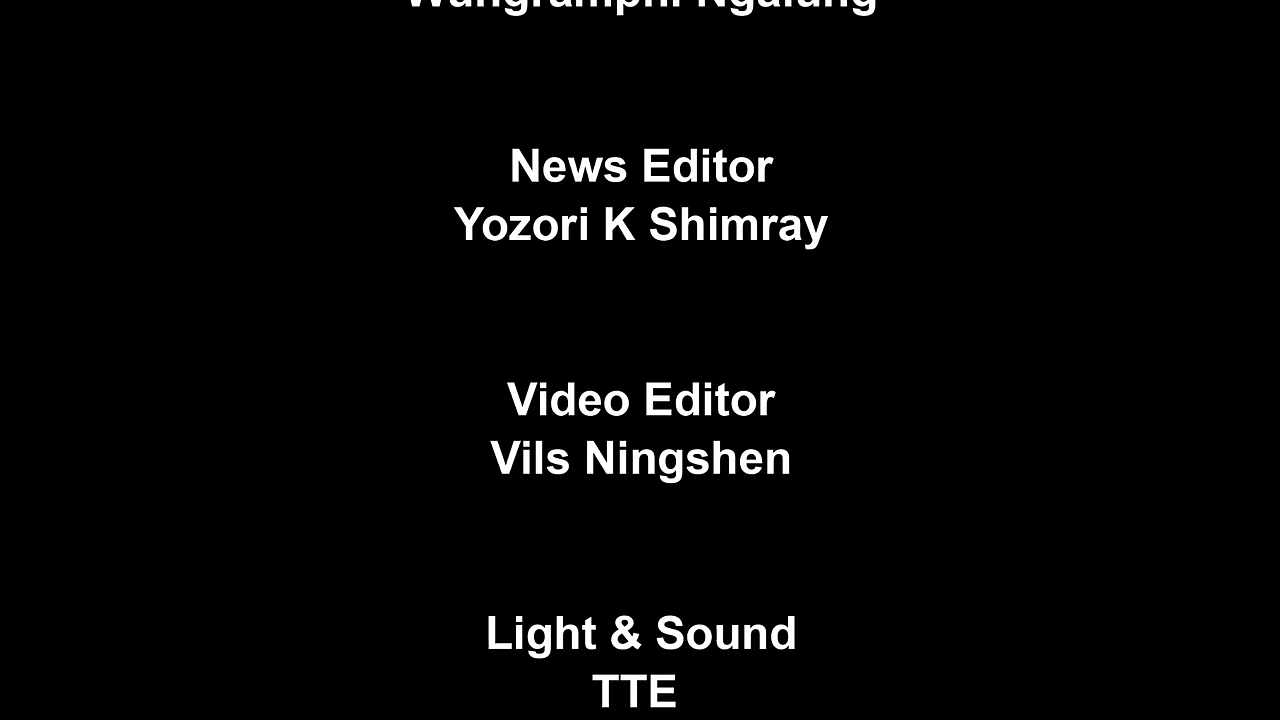 News Editor
Yozori K Shimray
Video Editor
Vils Ningshen
Light & Sound
TTE